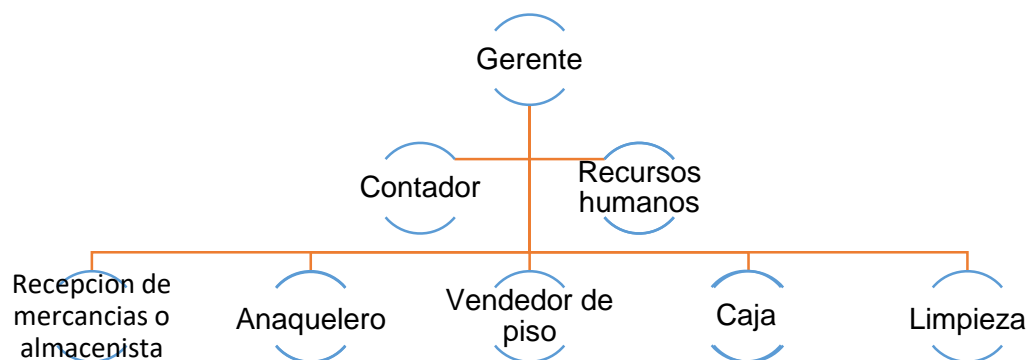 Gerente
Contador
Recursos
humanos
Recepcion de
mercancias o
almacenista
Anaquelero
Vendedor de
piso
Caja
Limpieza